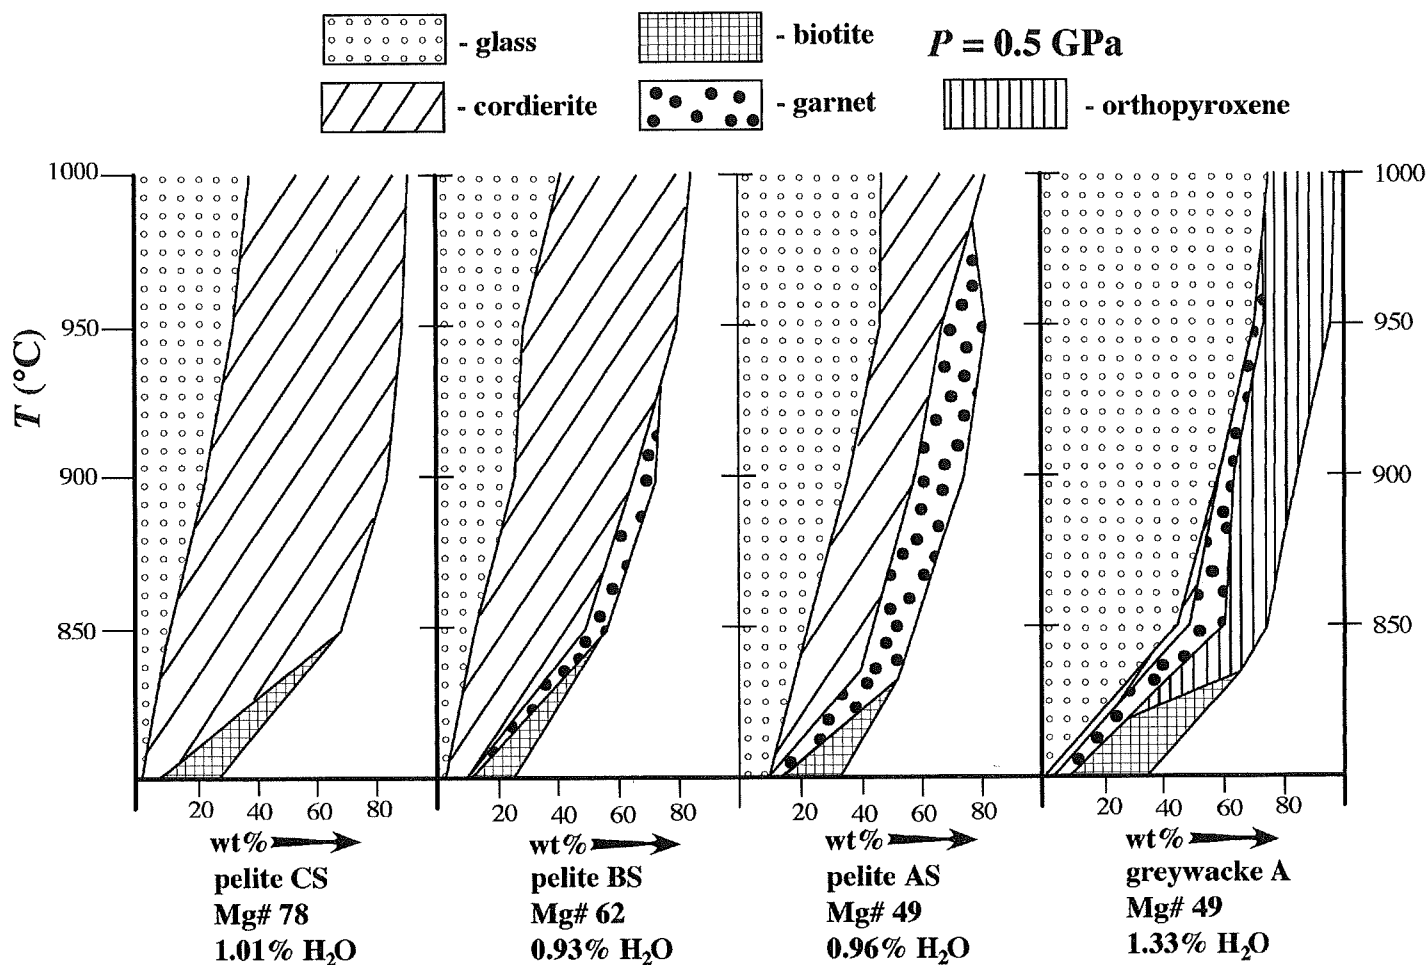 - glass
- biotite
P = 0.5 GPa
- cordierite
- garnet
- orthopyroxene
1000
1000
950
950
T (°C)
900
900
850
850
20 40 60 80
20 40 60 80
20 40 60 80
20 40 60 80
wt%
wt%
wt%
wt%
pelite CS
Mg# 78
1.01% H₂O
pelite BS
Mg# 62
0.93% H₂O
pelite AS
Mg# 49
0.96% H₂O
greywacke A
Mg# 49
1.33% H₂O